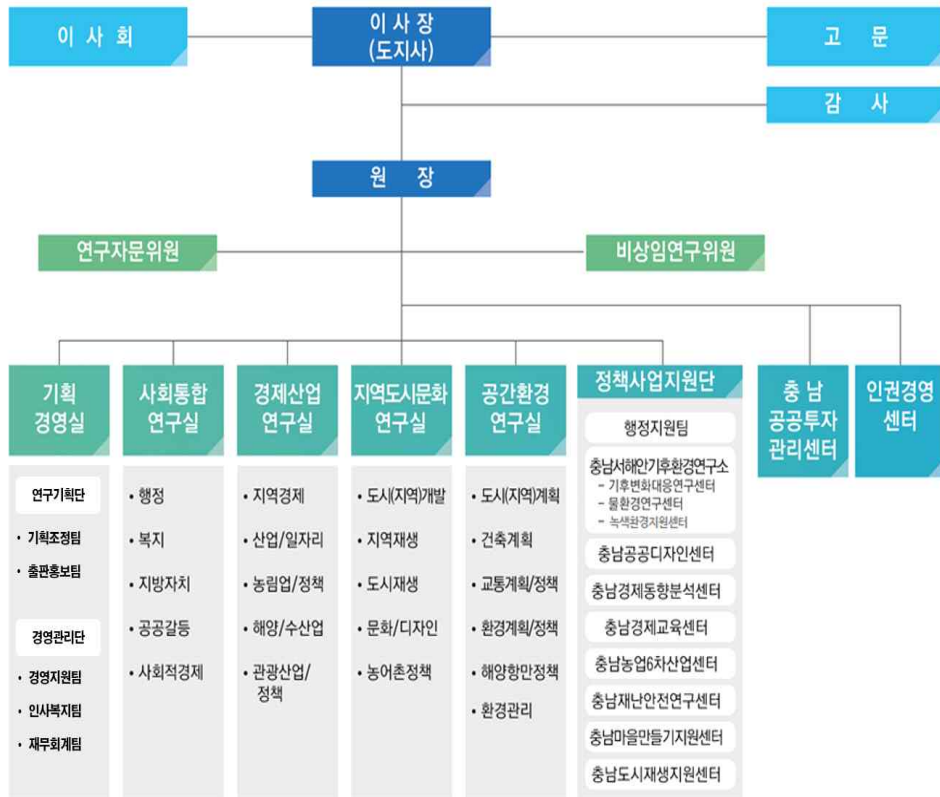 이 사 회
이 사 장
(도지사)
고 문
감 사
원 장
연구자문위원
비상임연구위원
기획
경영실
연구기획단
• 기획조정팀
• 출판홍보팀
경영관리단
• 경영지원팀
• 인사복지팀
• 재무회계팀
사회통합
연구실
• 행정
• 복지
• 지방자치
• 공공갈등
• 사회적경제
경제산업
연구실
• 지역경제
• 산업/일자리
• 농림업/정책
• 해양/수산업
• 관광산업/
정책
지역도시문화
연구실
• 도시(지역)개발
• 지역재생
• 도시재생
• 문화/디자인
• 농어촌정책
공간환경
연구실
• 도시(지역)계획
• 건축계획
• 교통계획/정책
• 환경계획/정책
• 해양항만정책
• 환경관리
정책사업지원단
행정지원팀
충남서해안기후환경연구소
– 기후변화대응연구센터
– 물환경연구센터
– 녹색환경지원센터
충남공공디자인센터
충남경제동향분석센터
충남경제교육센터
충남농업6차산업센터
충남재난안전연구센터
충남마을만들기지원센터
충남도시재생지원센터
충 남
공공투자
관리센터
인권경영
센터